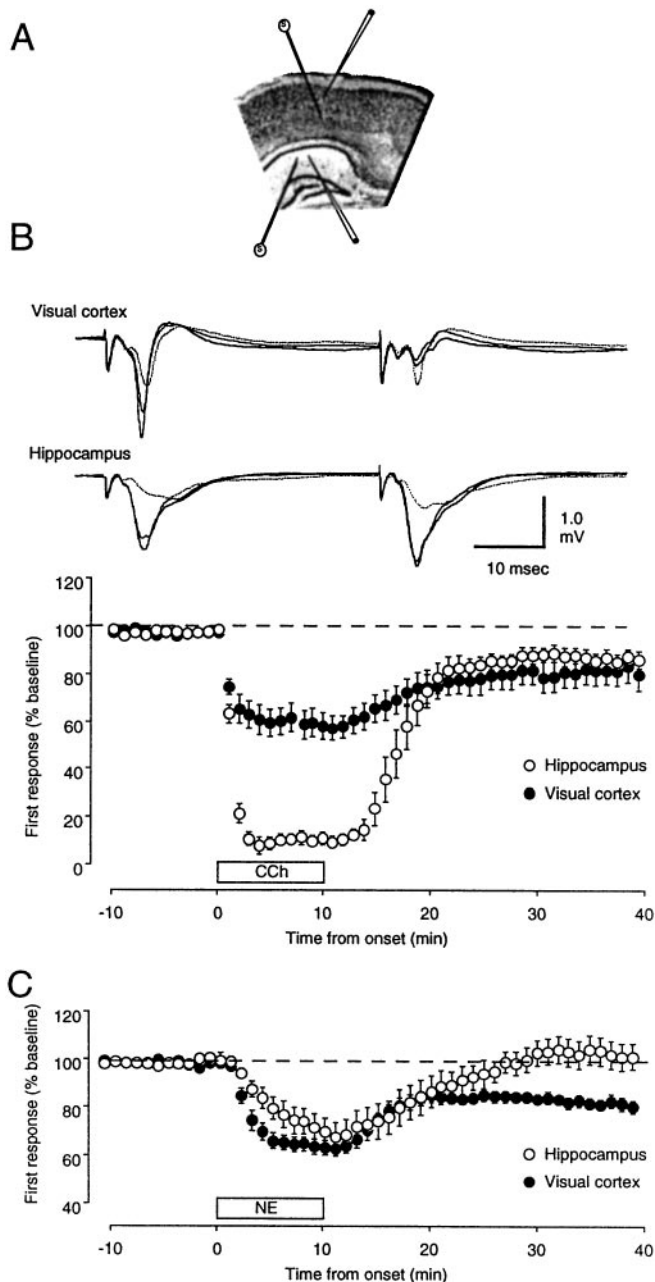 A
S
S
B
Visual cortex
Hippocampus
1.0
mV
10 msec
First response (% baseline)
120
100
80
60
40
20
0
Hippocampus
Visual cortex
CCh
-10 0 10 20 30 40
Time from onset (min)
C
First response (% baseline)
120
100
80
60
40
Hippocampus
Visual cortex
NE
-10 0 10 20 30 40
Time from onset (min)